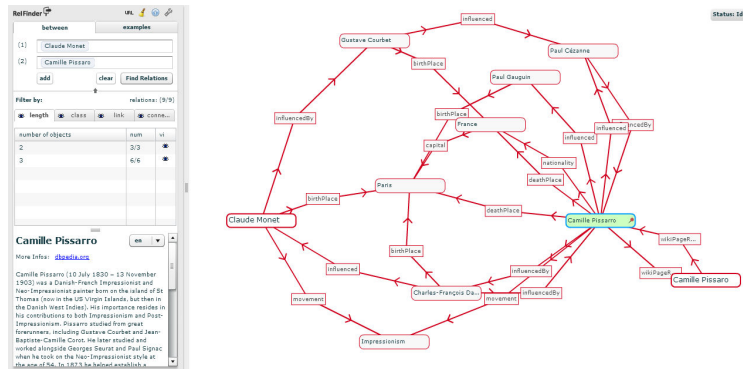 RelFinder
URL
between
examples
(1) Claude Monet
(2) Camille Pissaro
add
clear
Find Relations
Filter by:
relations: (9/9)
length
class
link
conne...
number of objects num vi
2 3/3
3 6/6
Camille Pissarro
en
More Infos: dbpedia.org
Camille Pissarro (10 July 1830 – 13 November
1903) was a Danish-French Impressionist and
Neo-Impressionist painter born on the island of St
Thomas (now in the US Virgin Islands, but then in
the Danish West Indies). His importance resides in
his contributions to both Impressionism and Post-
Impressionism. Pissarro studied from great
forerunners, including Gustave Courbet and Jean-
Baptiste-Camille Corot. He later studied and
worked alongside Georges Seurat and Paul Signac
when he took on the Neo-Impressionist style at
the age of 54. In 1873 he helped establish a
Status: Id
influenced
Gustave Courbet
Paul Cézanne
birthPlace
Paul Gauguin
influencedBy
birthPlace
France
influenced
influenced
ncedBy
capital
nationality
deathPlace
Paris
birthPlace
deathPlace
Claude Monet
Camille Pissarro
wikiPageR...
birthPlace
influenced
influencedBy
wikiPageR
Camille Pissaro
Charles-François Da...
movement
movement
influencedBy
Impressionism